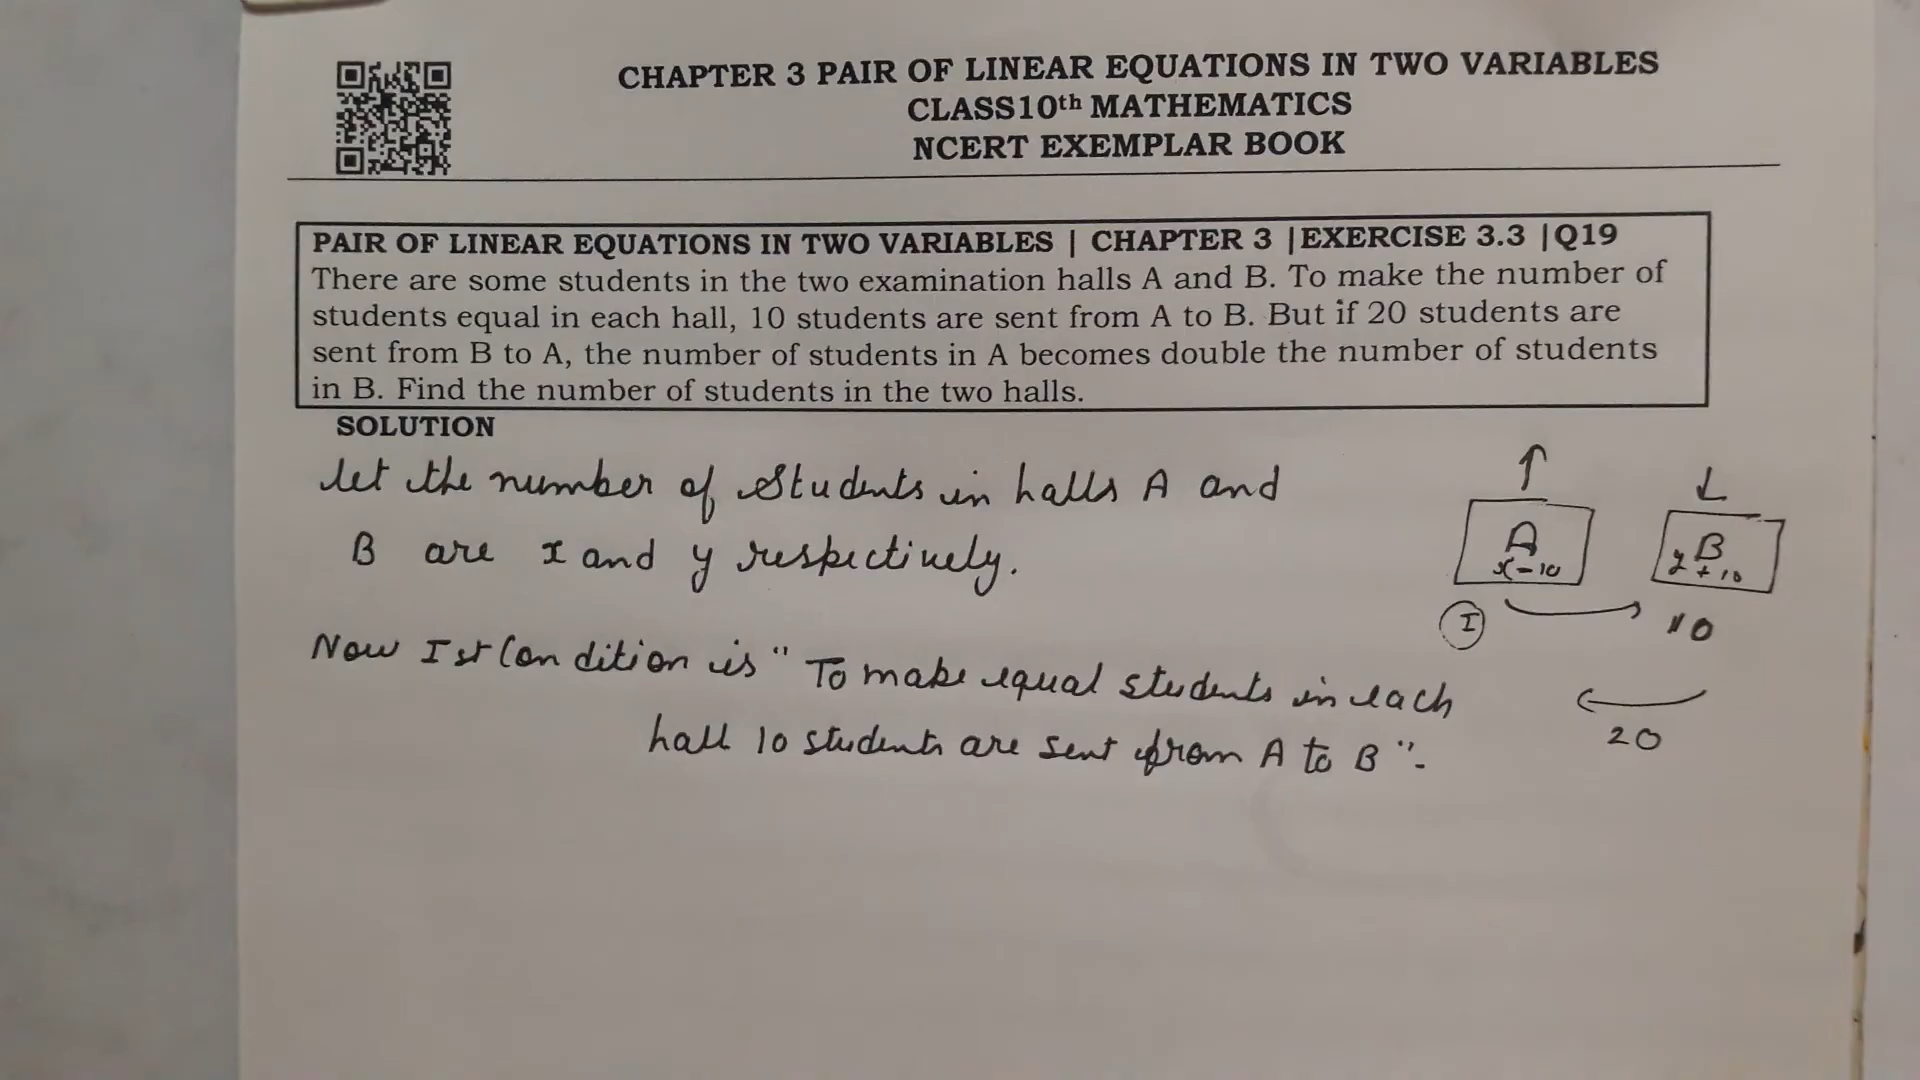 CHAPTER 3 PAIR OF LINEAR EQUATIONS IN TWO VARIABLES
CLASS10th MATHEMATICS
NCERT EXEMPLAR BOOK
PAIR OF LINEAR EQUATIONS IN TWO VARIABLES | CHAPTER 3 |EXERCISE 3.3 |Q19
There are some students in the two examination halls A and B. To make the number of
students equal in each hall, 10 students are sent from A to B. But if 20 students are
sent from B to A, the number of students in A becomes double the number of students
in B. Find the number of students in the two halls.
SOLUTION
Let the number of Students in halls A and
B are x and y respectively.
Now Ist Condition is " To make equal students in each
hall 10 students are sent from A to B".
A
x-10
B
y+10
I
10
20